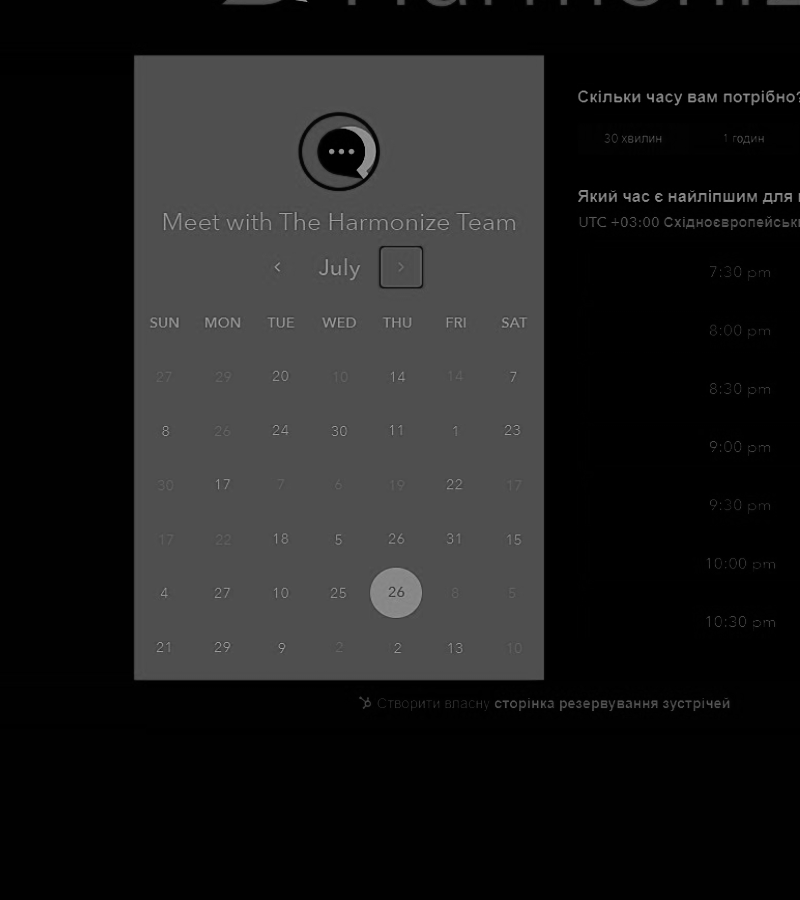 Meet with The Harmonize Team
July
SUN MON TUE WED THU FRI SAT
27 29 20 10 14 14 7
8 26 24 30 11 1 23
30 17 7 6 19 22 17
17 22 18 5 26 31 15
4 27 10 25 26 8 5
21 29 9 2 2 13 10
Скільки часу вам потрібно?
30 хвилин 1 годин
Який час є найліпшим для
UTC +03:00
7:30 pm
8:00 pm
8:30 pm
9:00 pm
9:30 pm
10:00 pm
10:30 pm
Створити власну сторінка резервування зустрічей